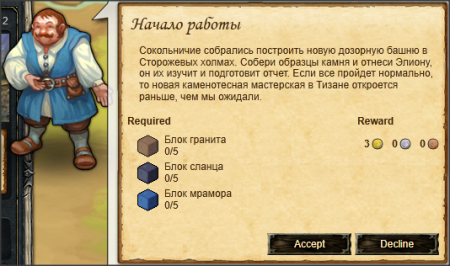 2
Начало работы
Сокольничие собрались построить новую дозорную башню в
Сторожевых холмах. Собери образцы камня и отнеси Элиону,
он их изучит и подготовит отчет. Если все пройдет нормально,
то новая каменотесная мастерская в Тизане откроется
раньше, чем мы ожидали.
Required Reward
Блок гранита
0/5
3 0 0
Блок сланца
0/5
Блок мрамора
0/5
Accept Decline